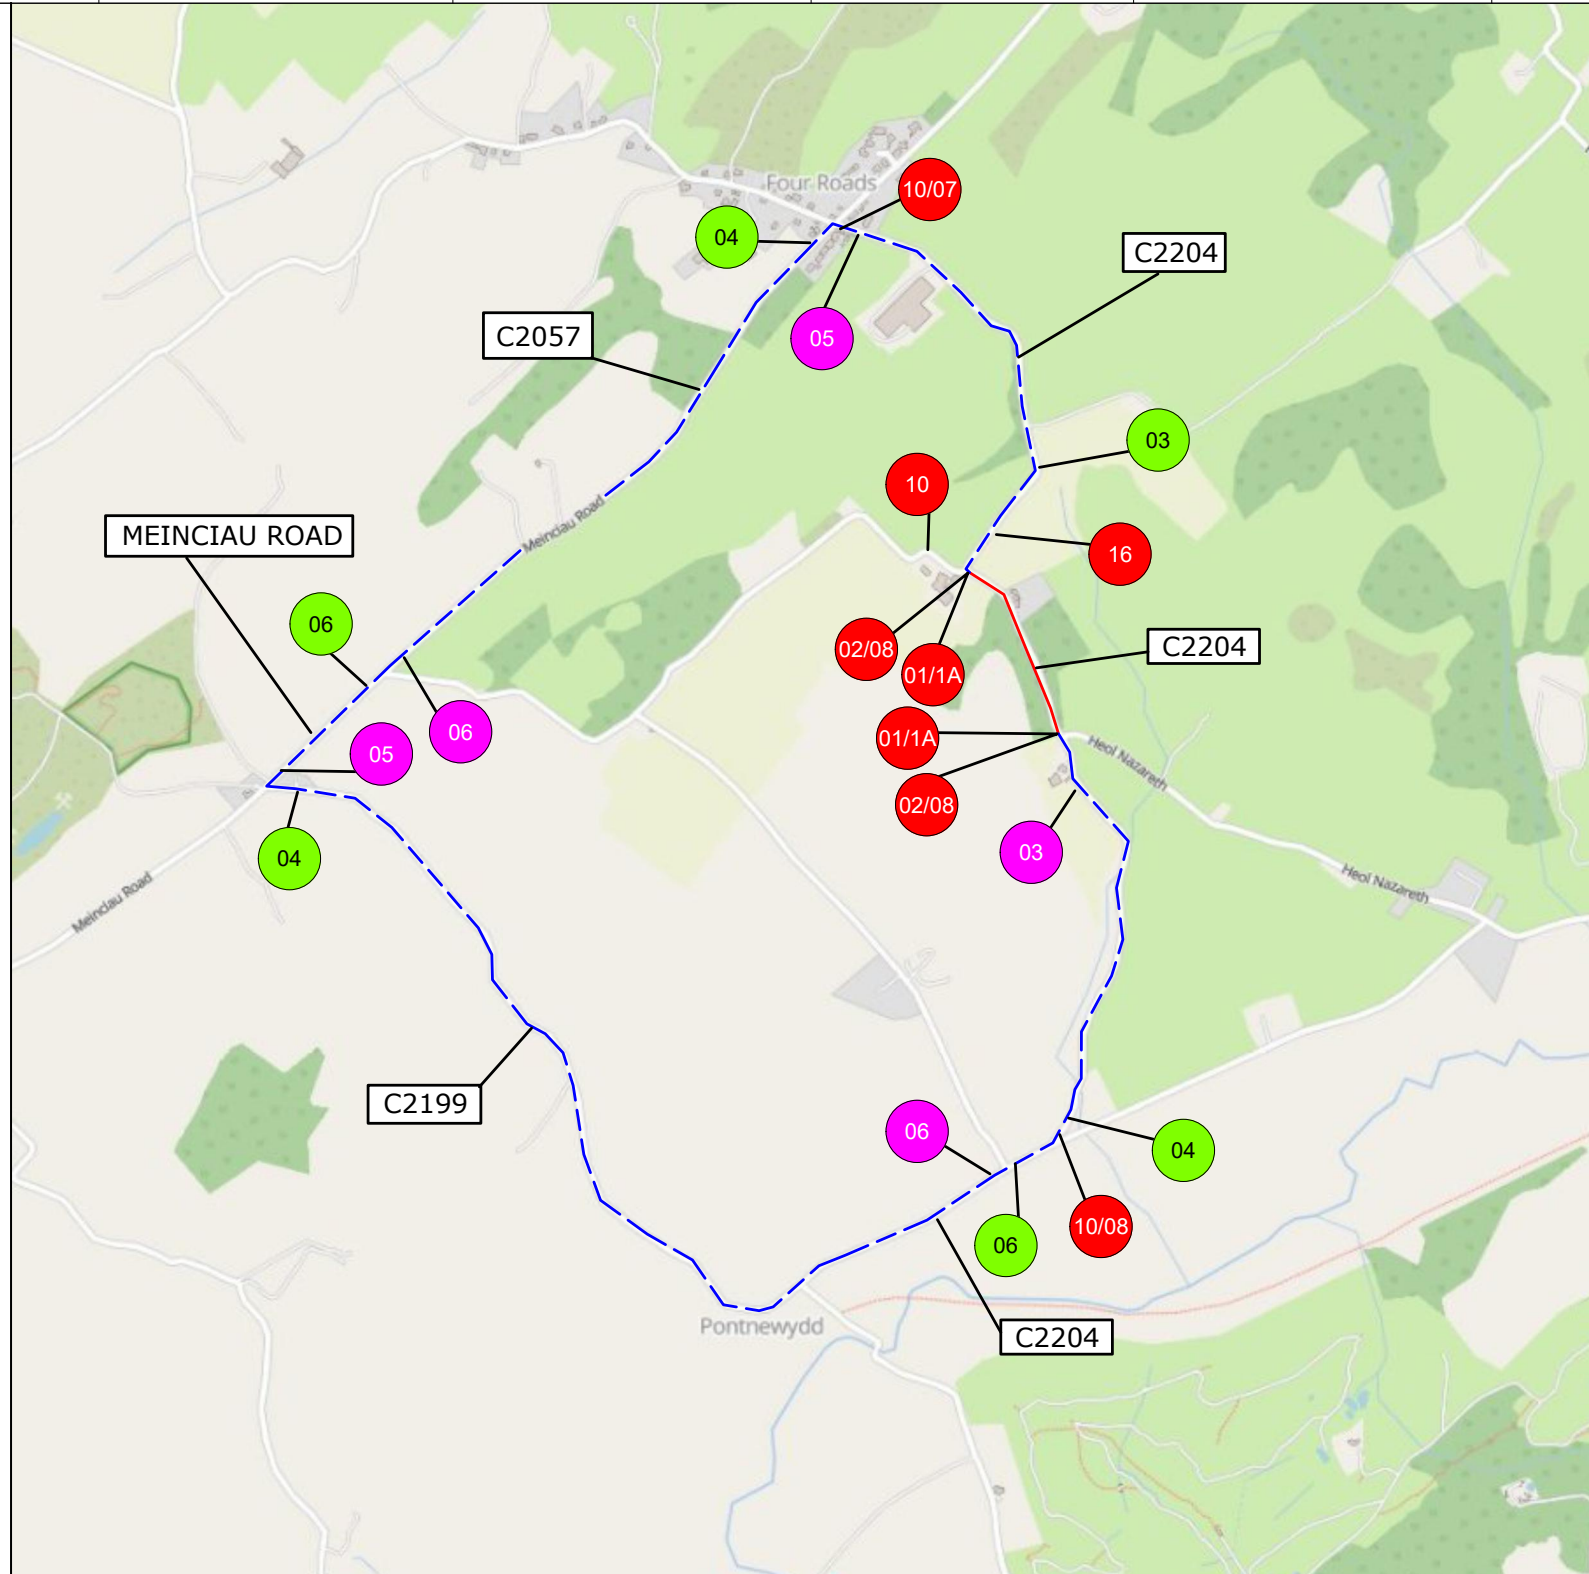 Four Roads
10/07
04
C2204
05
C2057
03
10
Meinciau Road
MEINCIAU ROAD
16
06
02/08
01/1A
C2204
06
01/1A
05
Heol Nazareth
02/08
03
04
Heol Nazareth
Meinciau Road
C2199
06
04
10/08
06
Pontnewydd
C2204